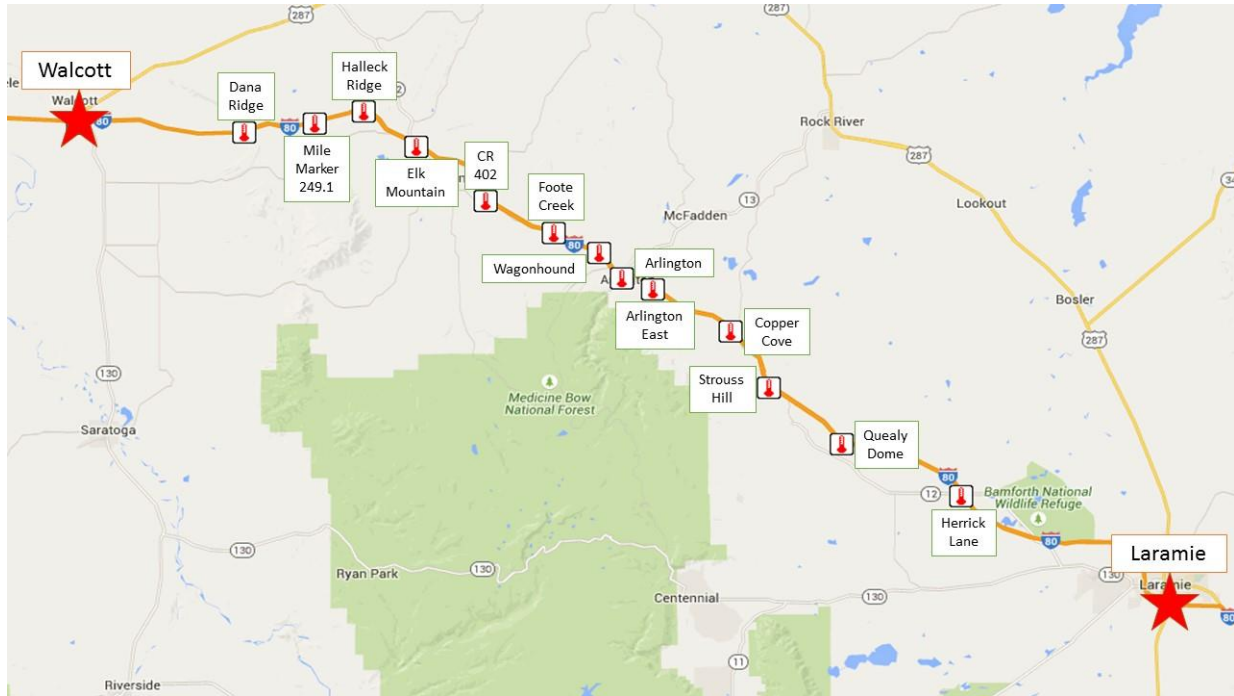 287
287
Walcott
Halleck
Ridge
Dana
Ridge
Walcott
80
80
Mile
Marker
249.1
Elk
Mountain
CR
402
Foote
Creek
80
Wagonhound
Arlington
Arlington
East
Copper
Cove
Strouss
Hill
Quealy
Dome
80
Herrick
Lane
12
Bamforth National
Wildlife Refuge
80
Rock River
287
34
Lookout
McFadden
13
Bosler
287
130
Saratoga
Medicine Bow
National Forest
130
Ryan Park
130
Centennial
130
11
Riverside
Laramie
130
Laramie
80